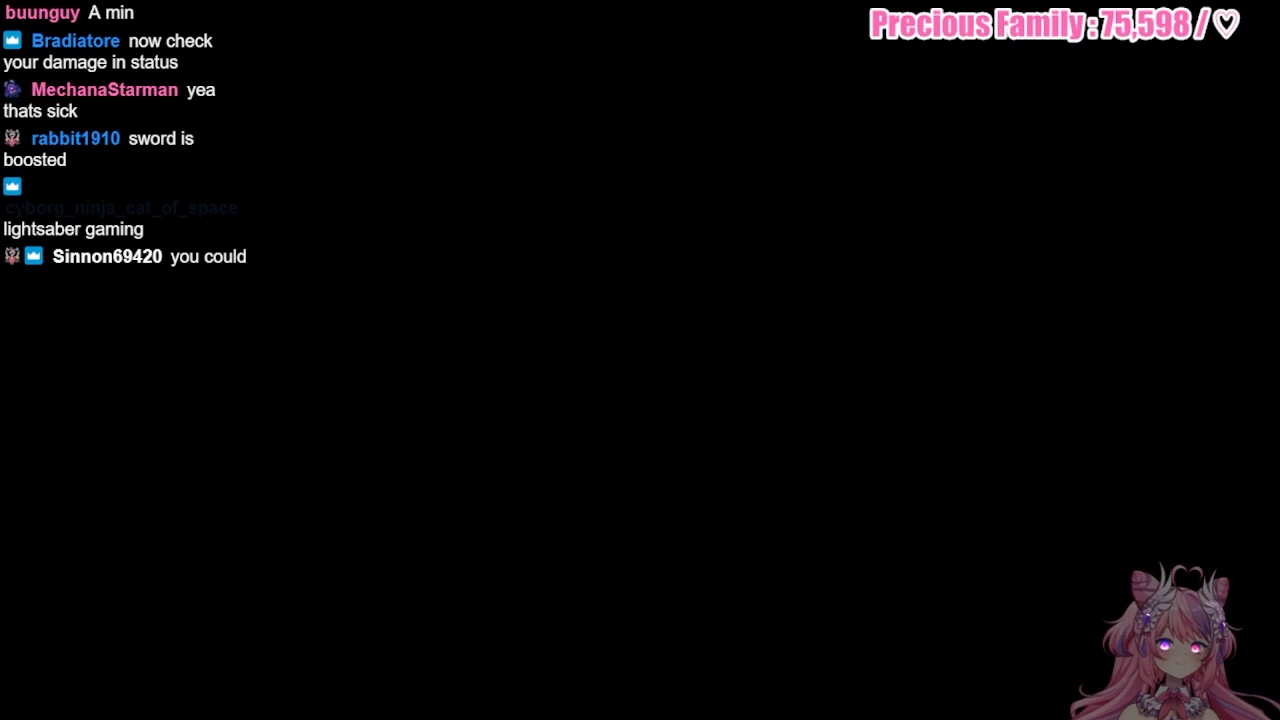 buunguy A min
Precious Family : 75,598 / ♡
Bradiatore now check
your damage in status
MechanaStarman yea
thats sick
rabbit1910 sword is
boosted
cyborg_ninja_cat_of_space
lightsaber gaming
Sinnon69420 you could